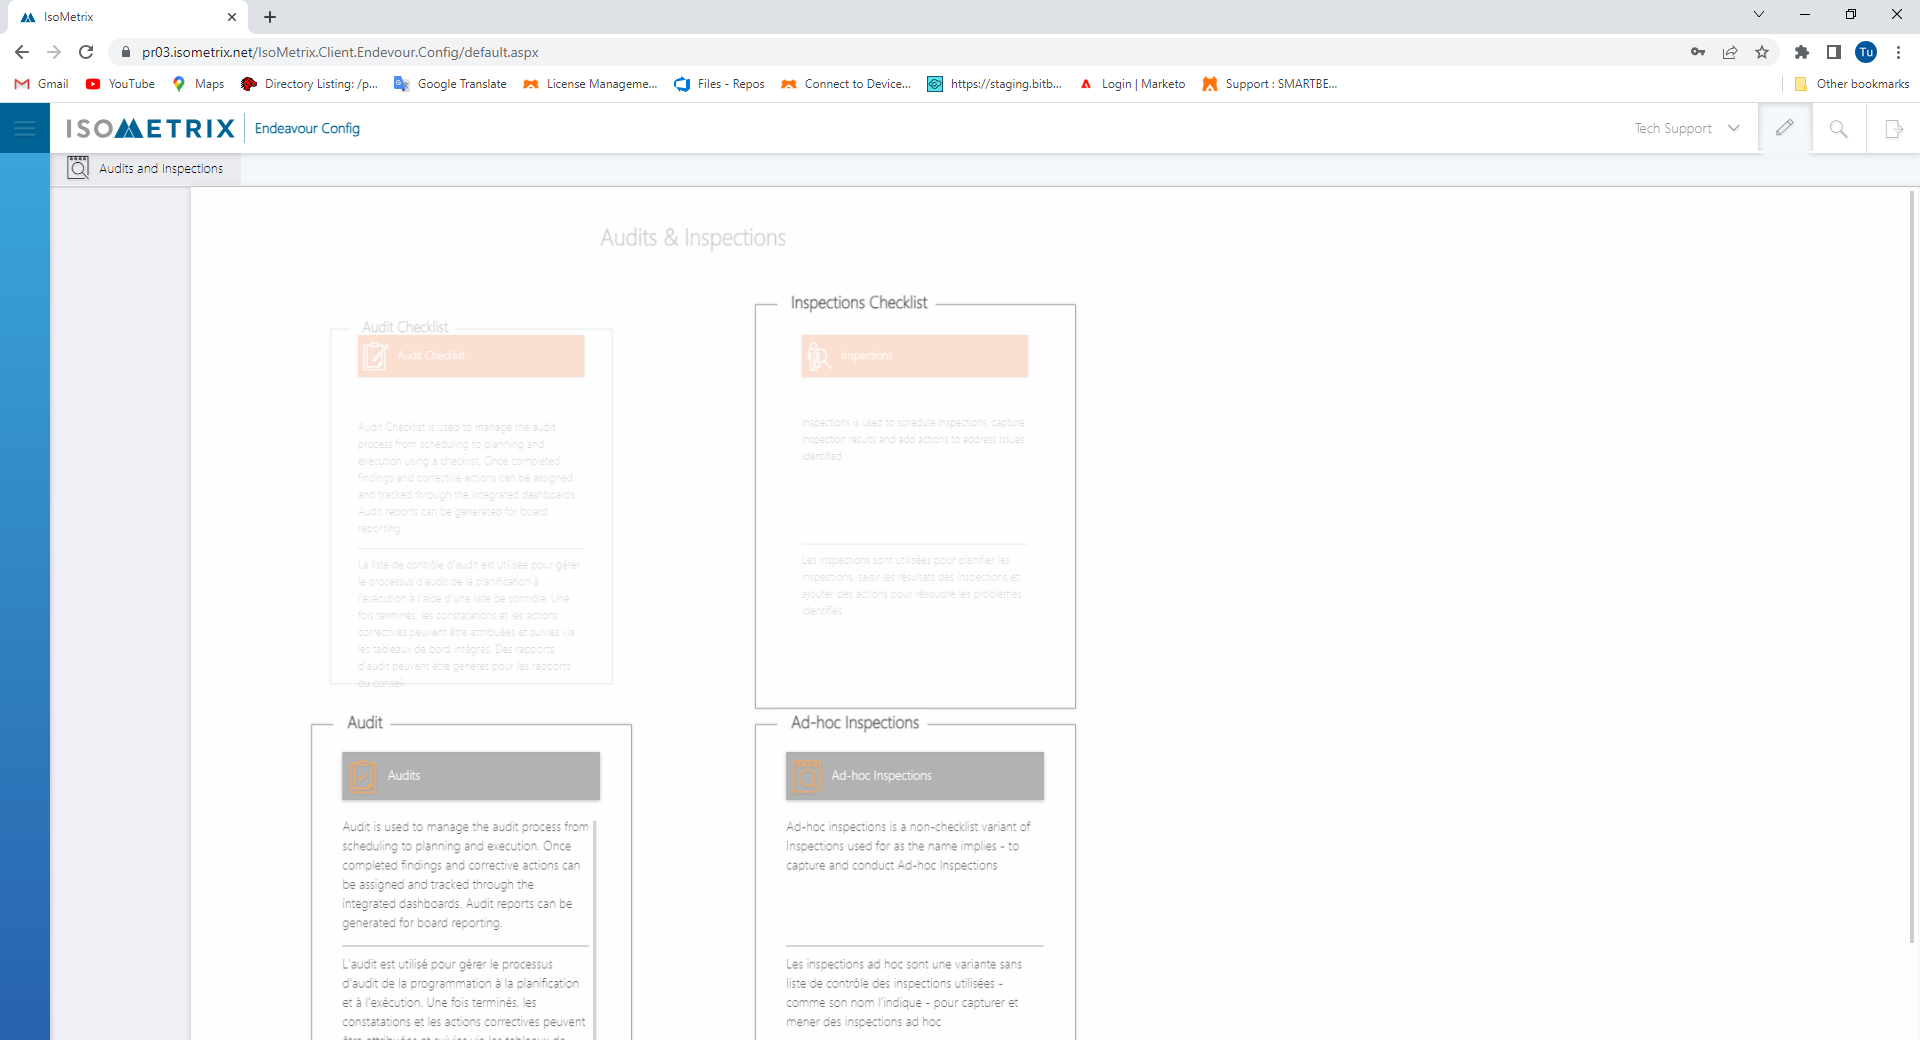 IsoMetrix
pr03.isometrix.net/IsoMetrix.Client.Endevour.Config/default.aspx
Tu
Gmail
YouTube
Maps
Directory Listing: /p...
Google Translate
License Manageme...
Files - Repos
Connect to Device...
https://staging.bitb...
Login | Marketo
Support : SMARTBE...
Other bookmarks
ISOMETRIX
Endeavour Config
Tech Support
Audits and Inspections
Audits & Inspections
Audit Checklist
Audit Checklist
Audit Checklist is used to manage the audit
process from scheduling to planning and
execution using a checklist. Once completed
findings and corrective actions can be assigned
and tracked through the integrated dashboards.
Audit reports can be generated for board
reporting.
La liste de contrôle d'audit est utilisée pour gérer
le processus d'audit de la planification à
l'exécution à l'aide d'une liste de contrôle. Une
fois terminés, les constatations et les actions
correctives peuvent être attribuées et suivies via
les tableaux de bord intégrés. Des rapports
d'audit peuvent être générés pour les rapports
du conseil.
Inspections Checklist
Inspections
Inspections is used to schedule inspections, capture
inspection results and add actions to address issues
identified
Les inspections sont utilisées pour planifier les
inspections, saisir les résultats des inspections et
ajouter des actions pour résoudre les problèmes
identifiés
Audit
Audits
Audit is used to manage the audit process from
scheduling to planning and execution. Once
completed findings and corrective actions can
be assigned and tracked through the
integrated dashboards. Audit reports can be
generated for board reporting.
L'audit est utilisé pour gérer le processus
d'audit de la programmation à la planification
et à l'exécution. Une fois terminés, les
constatations et les actions correctives peuvent
être attribuées et suivies via les tableaux de
Ad-hoc Inspections
Ad-hoc Inspections
Ad-hoc inspections is a non-checklist variant of
Inspections used for as the name implies - to
capture and conduct Ad-hoc Inspections
Les inspections ad hoc sont une variante sans
liste de contrôle des inspections utilisées -
comme son nom l'indique - pour capturer et
mener des inspections ad hoc